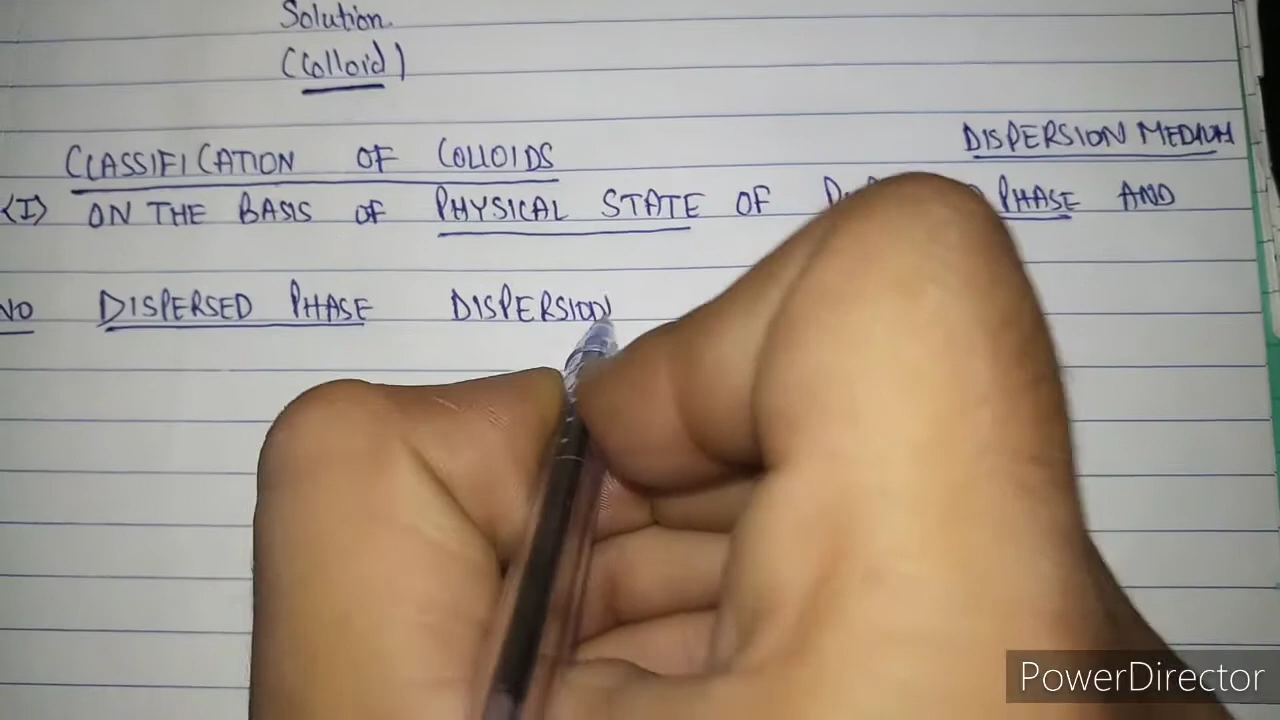 Solution.
(Colloid)
CLASSIFICATION OF COLLOIDS
DISPERSION MEDIUM
(I) ON THE BASIS OF PHYSICAL STATE OF PHASE AND
NO DISPERSED PHASE DISPERSION
PowerDirector